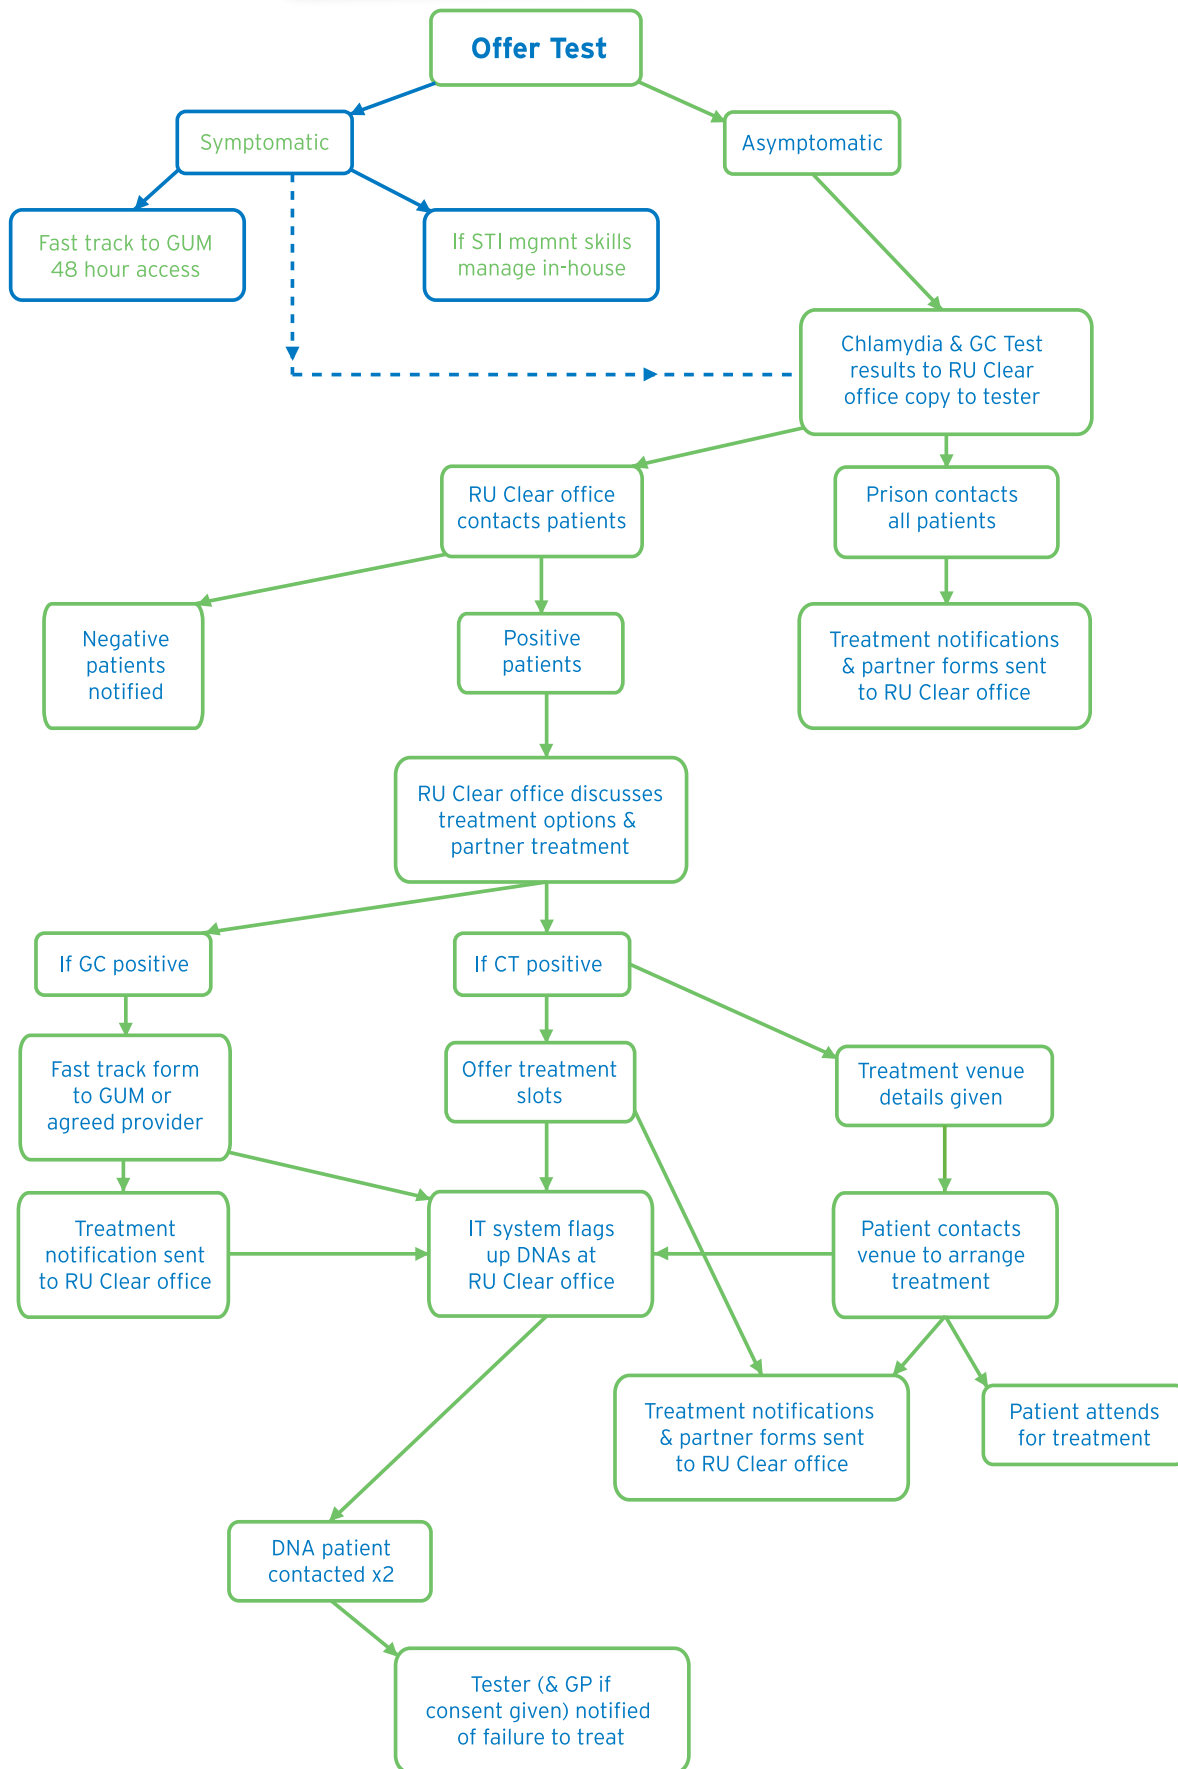 Offer Test
Symptomatic
Asymptomatic
Fast track to GUM
48 hour access
If STI mgmnt skills
manage in-house
Chlamydia & GC Test
results to RU Clear
office copy to tester
RU Clear office
contacts patients
Prison contacts
all patients
Negative
patients
notified
Positive
patients
Treatment notifications
& partner forms sent
to RU Clear office
RU Clear office discusses
treatment options &
partner treatment
If GC positive
If CT positive
Fast track form
to GUM or
agreed provider
Offer treatment
slots
Treatment venue
details given
Treatment
notification sent
to RU Clear office
IT system flags
up DNAs at
RU Clear office
Patient contacts
venue to arrange
treatment
Treatment notifications
& partner forms sent
to RU Clear office
Patient attends
for treatment
DNA patient
contacted x2
Tester (& GP if
consent given) notified
of failure to treat